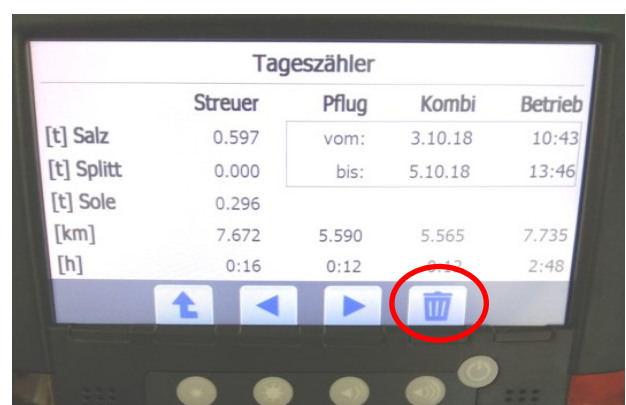 Tageszähler
Streuer Pflug Kombi Betrieb
[t] Salz 0.597 vom: 3.10.18 10:43
[t] Splitt 0.000 bis: 5.10.18 13:46
[t] Sole 0.296
[km] 7.672 5.590 5.565 7.735
[h] 0:16 0:12 0:12 2:48